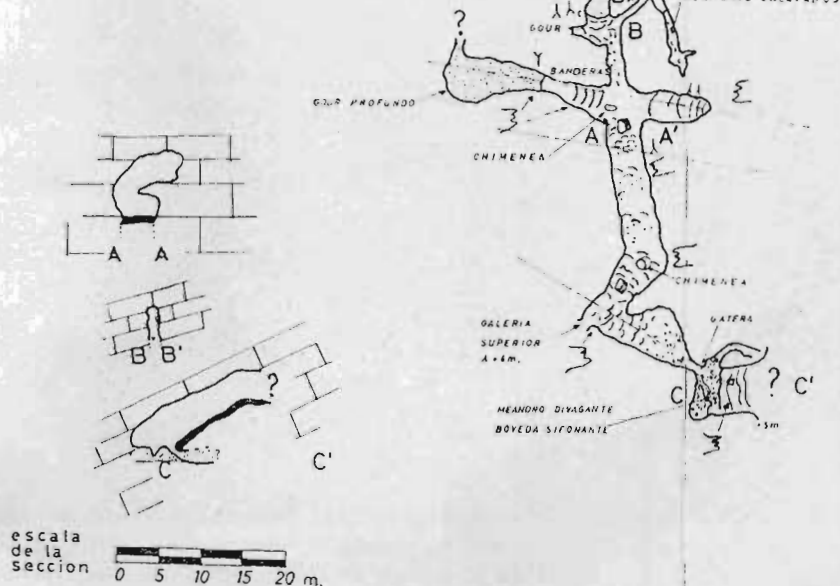 GOUR
B
?
Y
BANDERAS
GOUR PROFUNDO
A
A'
CHIMENEA
A A
CHIMENEA
B B'
GALERIA
SUPERIOR
GATERA
?
C
?
C'
MEANDRO DIVAGANTE
BOVEDA SIFONANTE
+5m
?
C
C'
escala
de la
seccion
0 5 10 15 20 m.